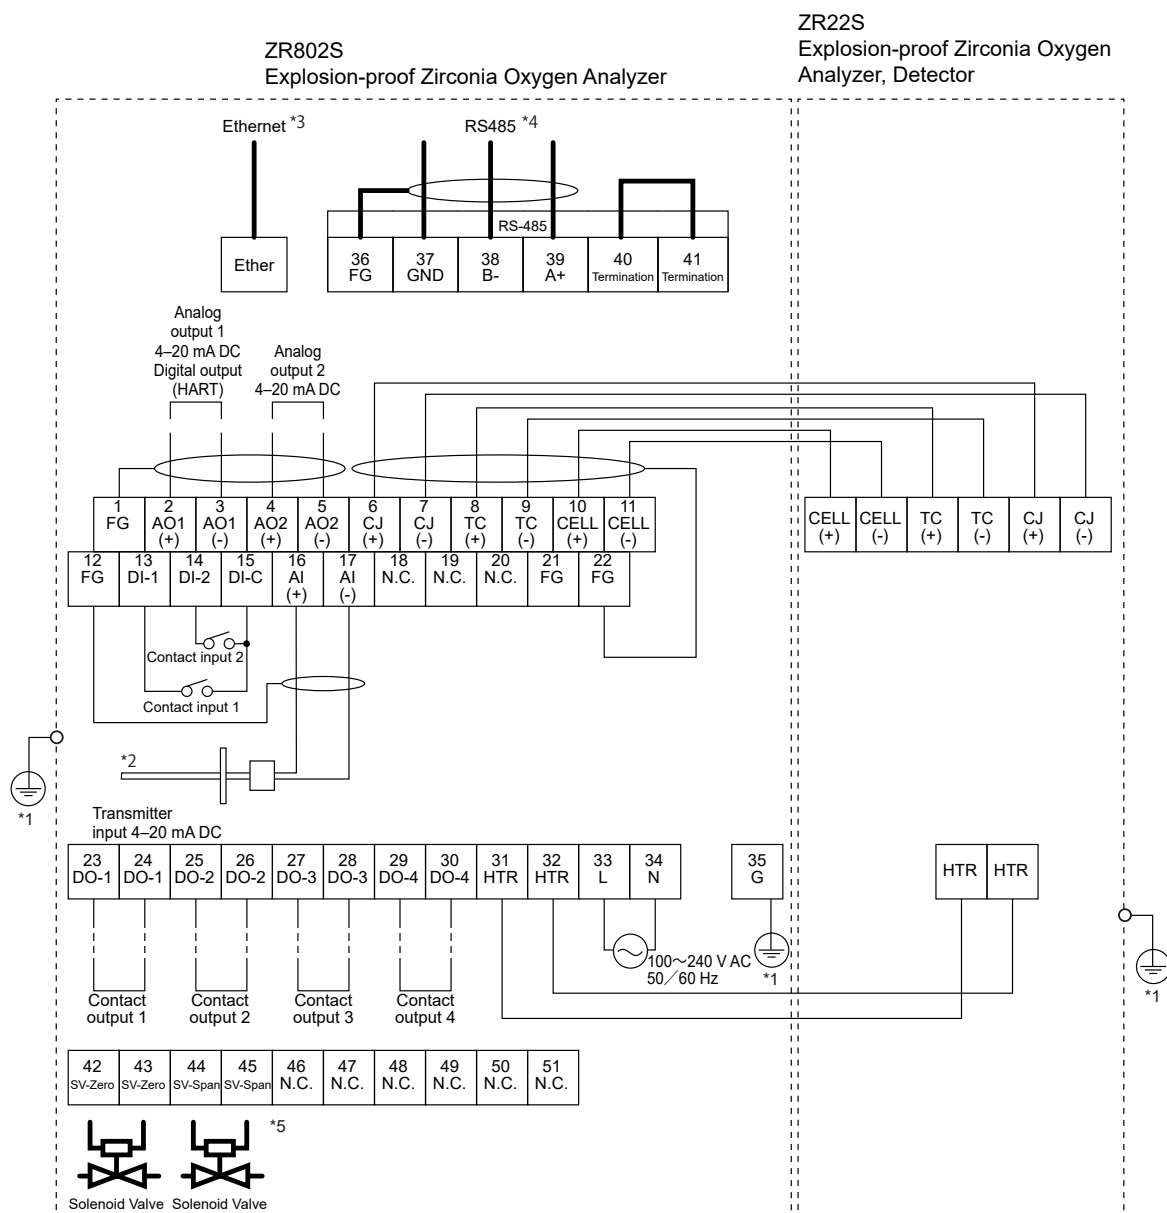 ZR802S
Explosion-proof Zirconia Oxygen Analyzer
ZR22S
Explosion-proof Zirconia Oxygen
Analyzer, Detector
Ethernet *3
RS485 *4
RS-485
Ether
36 37 38 39 40 41
FG GND B- A+ Termination Termination
Analog
output 1
4–20 mA DC
Digital output
(HART)
Analog
output 2
4–20 mA DC
1 2 3 4 5 6 7 8 9 10 11
FG AO1 AO1 AO2 AO2 CJ CJ TC TC CELL CELL
(+) (-) (+) (-) (+) (-) (+) (-) (+) (-)
CELL CELL TC TC CJ CJ
(+) (-) (+) (-) (+) (-)
12 13 14 15 16 17 18 19 20 21 22
FG DI-1 DI-2 DI-C AI AI N.C. N.C. N.C. FG FG
(+) (-)
Contact input 2
Contact input 1
*2
*1
Transmitter
input 4–20 mA DC
23 24 25 26 27 28 29 30 31 32 33 34 35
DO-1 DO-1 DO-2 DO-2 DO-3 DO-3 DO-4 DO-4 HTR HTR L N G
HTR HTR
100～240 V AC
50／60 Hz
*1
*1
Contact
output 1
Contact
output 2
Contact
output 3
Contact
output 4
42 43 44 45 46 47 48 49 50 51
SV-Zero SV-Zero SV-Span SV-Span N.C. N.C. N.C. N.C. N.C. N.C.
*5
Solenoid Valve Solenoid Valve